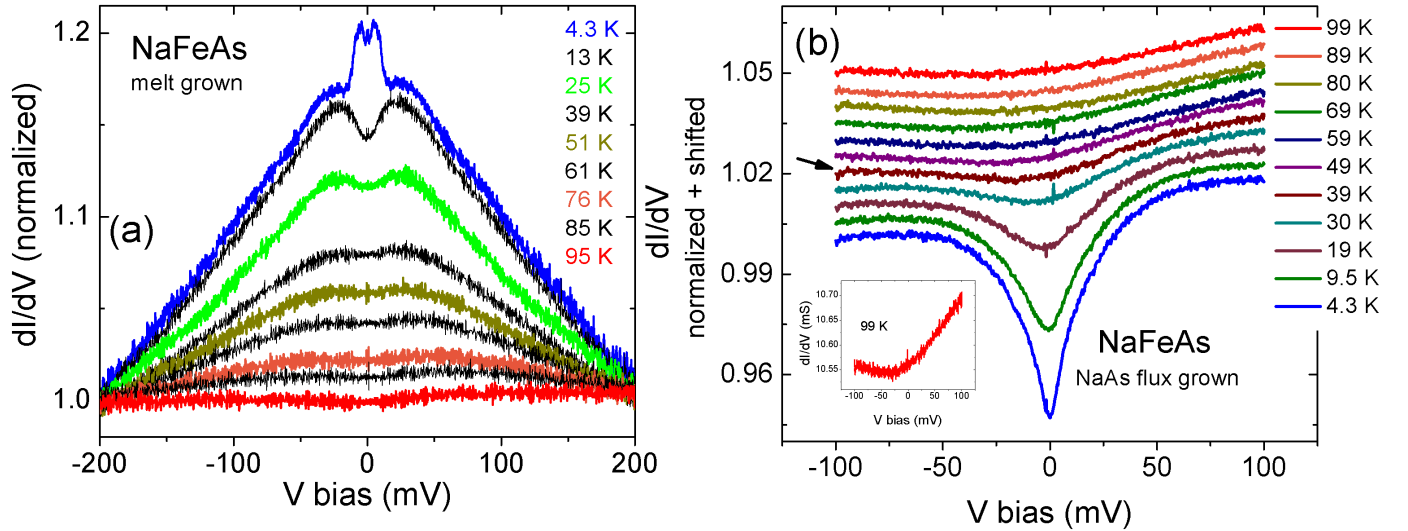 1.2
1.1
1.0
dI/dV (normalized)
NaFeAs
melt grown
(a)
4.3 K
13 K
25 K
39 K
51 K
61 K
76 K
85 K
95 K
-200
-100
0
100
200
V bias (mV)
(b)
1.05
1.02
0.99
0.96
dI/dV
normalized + shifted
99 K
89 K
80 K
69 K
59 K
49 K
39 K
30 K
19 K
9.5 K
4.3 K
10.70
10.65
10.60
10.55
dI/dV (mS)
99 K
-100
-50
0
50
100
V bias (mV)
NaFeAs
NaAs flux grown
-100
-50
0
50
100
V bias (mV)